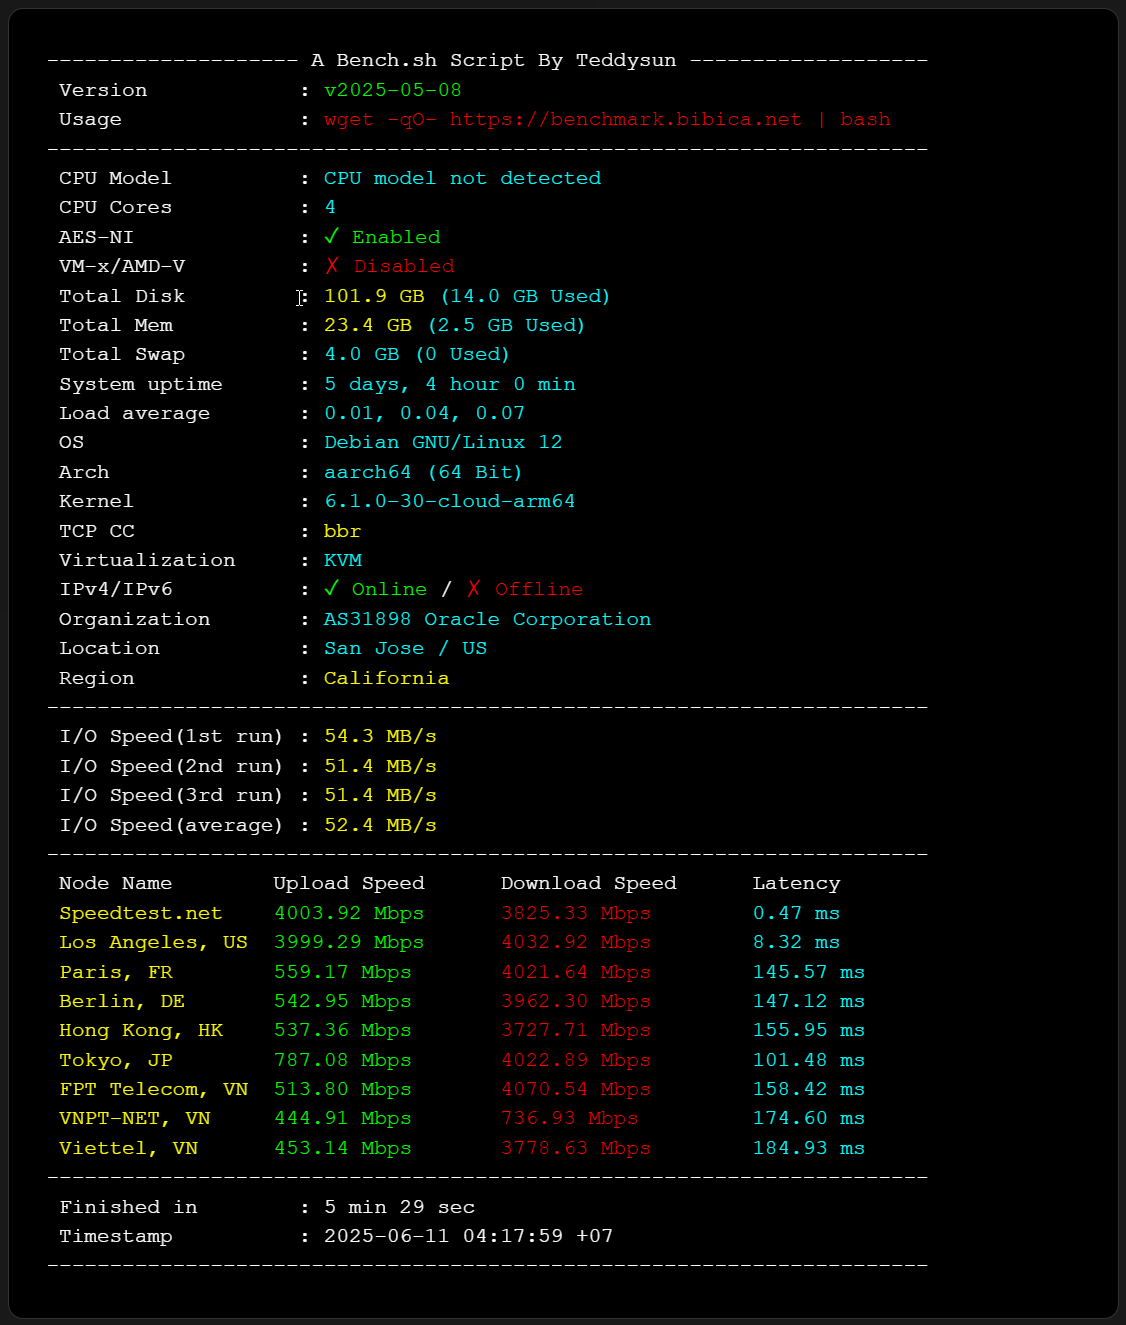 -------------------- A Bench.sh Script By Teddysun -------------------
Version : v2025-05-08
Usage : wget -qO- https://benchmark.bibica.net | bash
----------------------------------------------------------------------
CPU Model : CPU model not detected
CPU Cores : 4
AES-NI : ✓ Enabled
VM-x/AMD-V : ✗ Disabled
Total Disk : 101.9 GB (14.0 GB Used)
Total Mem : 23.4 GB (2.5 GB Used)
Total Swap : 4.0 GB (0 Used)
System uptime : 5 days, 4 hour 0 min
Load average : 0.01, 0.04, 0.07
OS : Debian GNU/Linux 12
Arch : aarch64 (64 Bit)
Kernel : 6.1.0-30-cloud-arm64
TCP CC : bbr
Virtualization : KVM
IPv4/IPv6 : ✓ Online / ✗ Offline
Organization : AS31898 Oracle Corporation
Location : San Jose / US
Region : California
----------------------------------------------------------------------
I/O Speed(1st run) : 54.3 MB/s
I/O Speed(2nd run) : 51.4 MB/s
I/O Speed(3rd run) : 51.4 MB/s
I/O Speed(average) : 52.4 MB/s
----------------------------------------------------------------------
Node Name Upload Speed Download Speed Latency
Speedtest.net 4003.92 Mbps 3825.33 Mbps 0.47 ms
Los Angeles, US 3999.29 Mbps 4032.92 Mbps 8.32 ms
Paris, FR 559.17 Mbps 4021.64 Mbps 145.57 ms
Berlin, DE 542.95 Mbps 3962.30 Mbps 147.12 ms
Hong Kong, HK 537.36 Mbps 3727.71 Mbps 155.95 ms
Tokyo, JP 787.08 Mbps 4022.89 Mbps 101.48 ms
FPT Telecom, VN 513.80 Mbps 4070.54 Mbps 158.42 ms
VNPT-NET, VN 444.91 Mbps 736.93 Mbps 174.60 ms
Viettel, VN 453.14 Mbps 3778.63 Mbps 184.93 ms
----------------------------------------------------------------------
Finished in : 5 min 29 sec
Timestamp : 2025-06-11 04:17:59 +07
----------------------------------------------------------------------